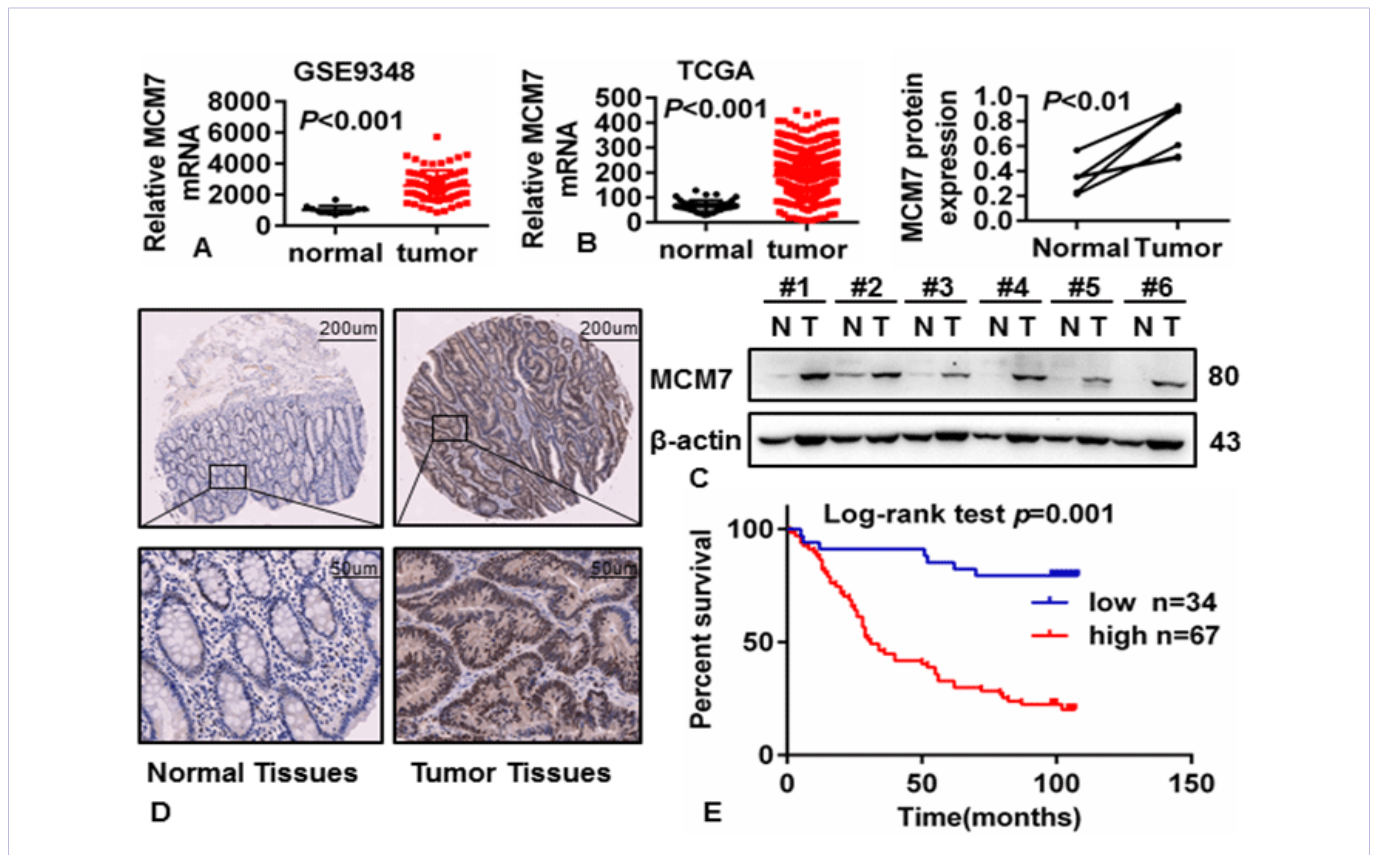 GSE9348
Relative MCM7
mRNA
8000
6000
4000
2000
0
P<0.001
normal tumor
A
TCGA
Relative MCM7
mRNA
500
400
300
200
100
0
P<0.001
normal tumor
B
MCM7 protein
expression
1.0
0.8
0.6
0.4
0.2
0.0
P<0.01
Normal Tumor
#1 #2 #3 #4 #5 #6
N T N T N T N T N T N T
MCM7 80
β-actin 43
C
200um
200um
50um
50um
Normal Tissues
Tumor Tissues
D
Log-rank test p=0.001
Percent survival
100
50
0
low n=34
high n=67
0 50 100 150
Time(months)
E